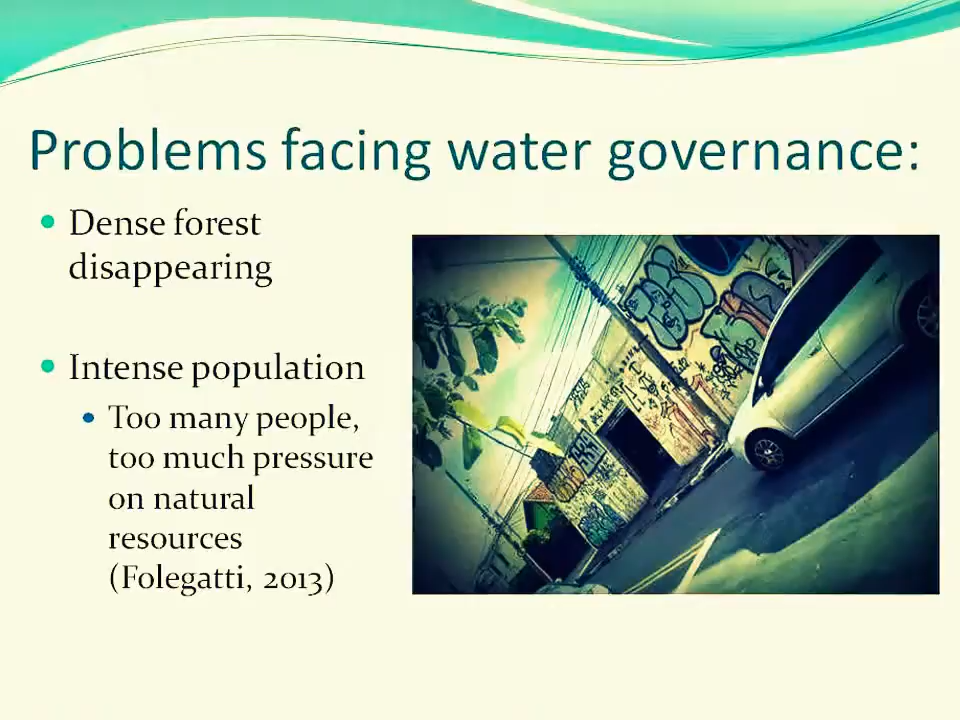 Problems facing water governance:
Dense forest
disappearing
Intense population
Too many people,
too much pressure
on natural
resources
(Folegatti, 2013)